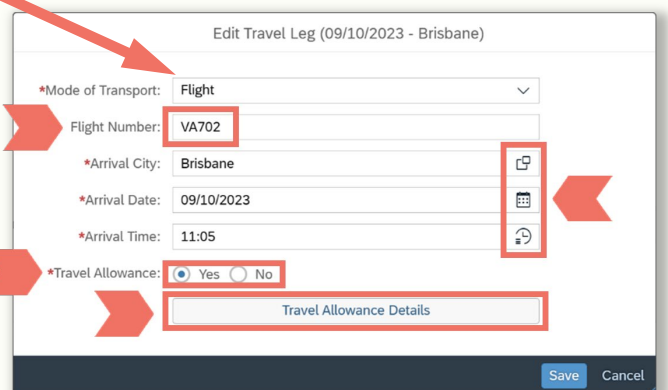 Edit Travel Leg (09/10/2023 - Brisbane)
*Mode of Transport: Flight
Flight Number: VA702
*Arrival City: Brisbane
*Arrival Date: 09/10/2023
*Arrival Time: 11:05
*Travel Allowance: Yes No
Travel Allowance Details
Save Cancel